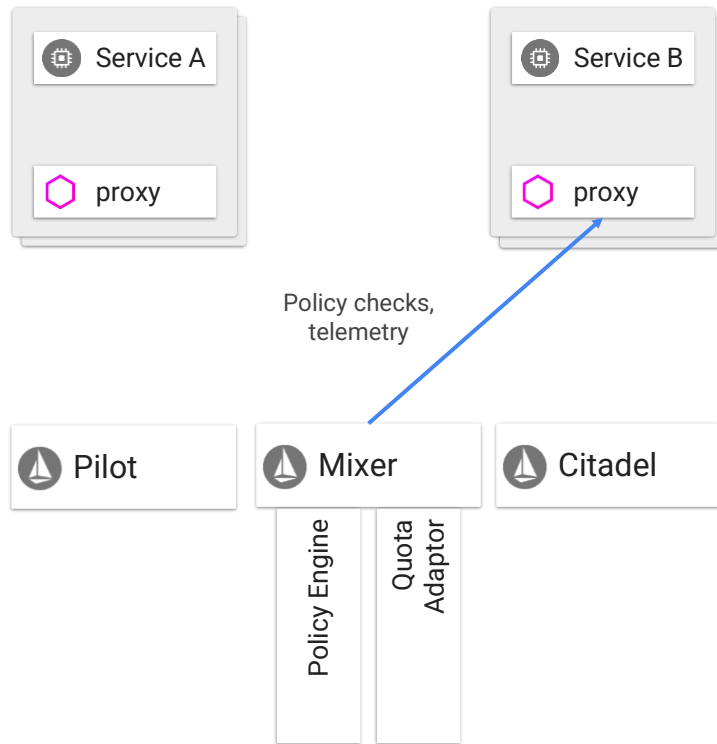 Service A
Service B
proxy
proxy
Policy checks,
telemetry
Pilot
Mixer
Citadel
Policy Engine
Quota
Adaptor